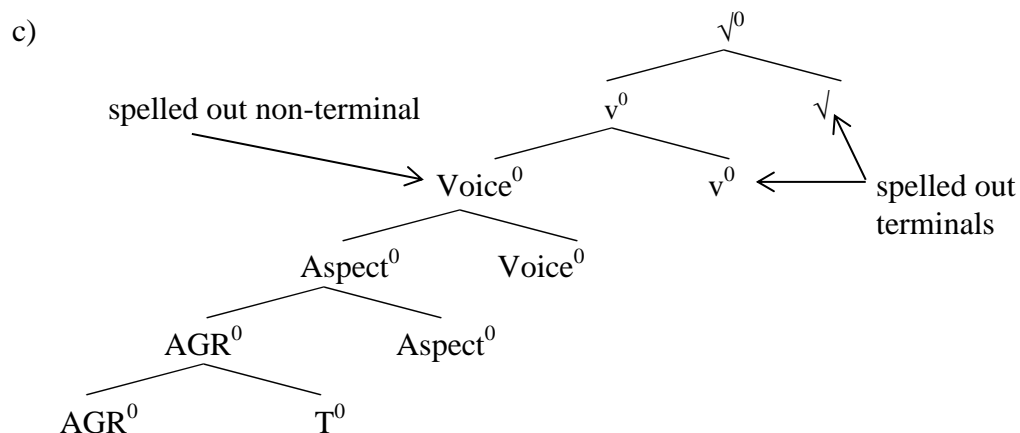 c)
√⁰
spelled out non-terminal
v⁰ √
Voice⁰ v⁰ spelled out
terminals
Aspect⁰ Voice⁰
AGR⁰ Aspect⁰
AGR⁰ T⁰